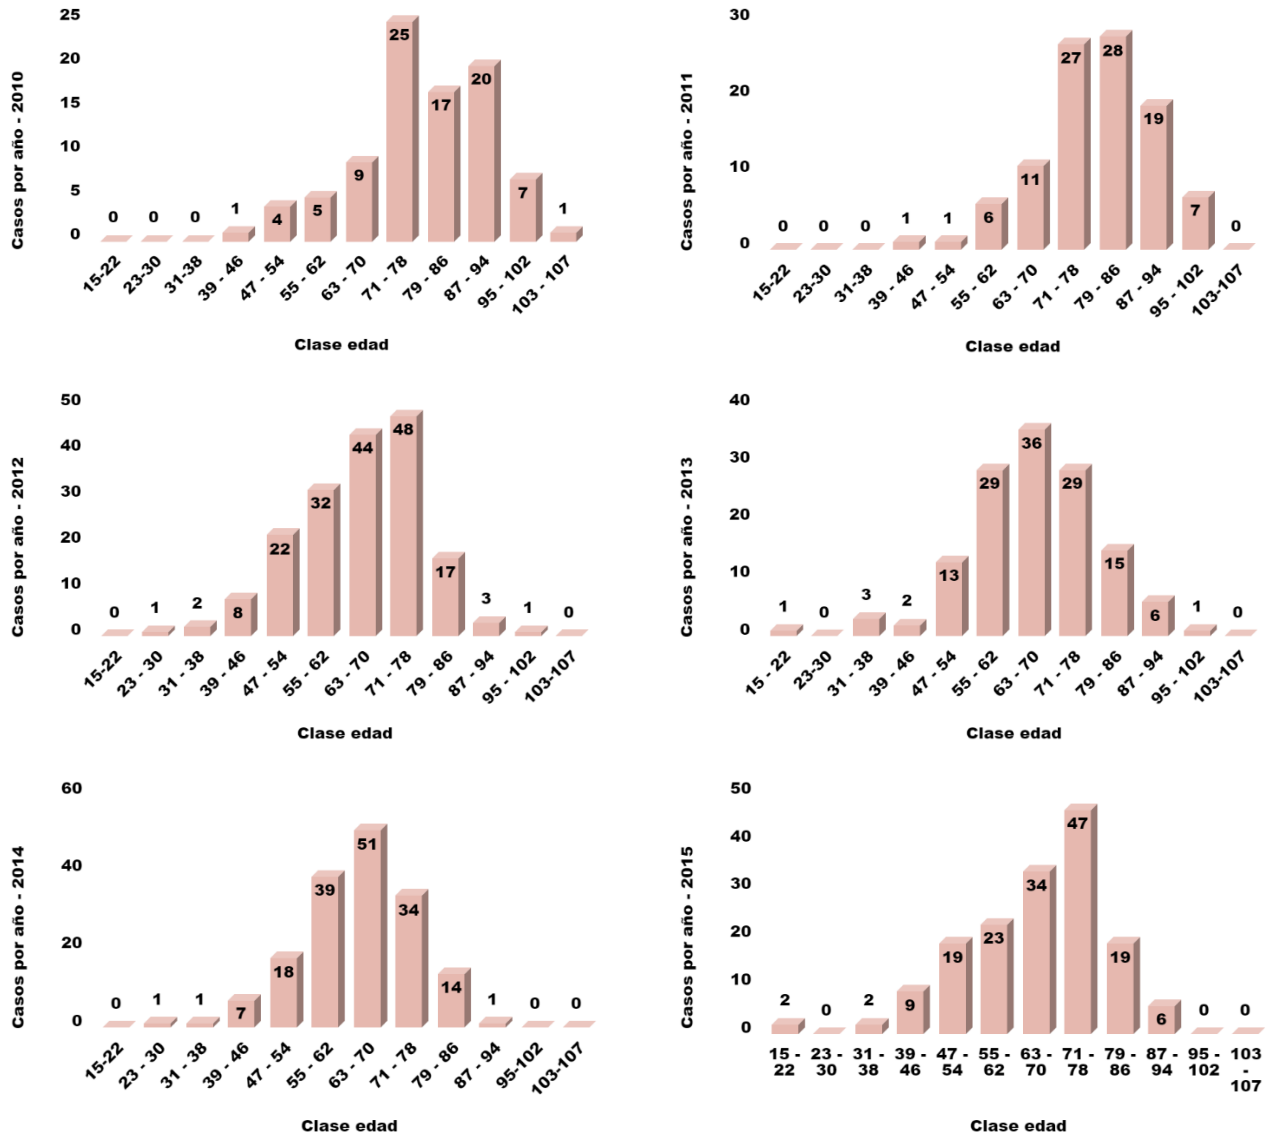 Casos por año - 2010
25
20
15
10
5
0
0
0
0
1
4
5
9
25
17
20
7
1
15-22
23-30
31-38
39 - 46
47 - 54
55 - 62
63 - 70
71 - 78
79 - 86
87 - 94
95 - 102
103 - 107
Clase edad
Casos por año - 2011
30
20
10
0
0
0
0
1
1
6
11
27
28
19
7
0
15-22
23-30
31-38
39 - 46
47 - 54
55 - 62
63 - 70
71 - 78
79 - 86
87 - 94
95 - 102
103-107
Clase edad
Casos por año - 2012
50
40
30
20
10
0
0
1
2
8
22
32
44
48
17
3
1
0
15-22
23 - 30
31 - 38
39 - 46
47 - 54
55 - 62
63 - 70
71 - 78
79 - 86
87 - 94
95 - 102
103-107
Clase edad
Casos por año - 2013
40
30
20
10
0
1
0
3
2
13
29
36
29
15
6
1
0
15 - 22
23-30
31 - 38
39 - 46
47 - 54
55 - 62
63 - 70
71 - 78
79 - 86
87 - 94
95 - 102
103-107
Clase edad
Casos por año - 2014
60
40
20
0
0
1
1
7
18
39
51
34
14
1
0
0
15-22
23 - 30
31 - 38
39 - 46
47 - 54
55 - 62
63 - 70
71 - 78
79 - 86
87 - 94
95-102
103-107
Clase edad
Casos por año - 2015
50
40
30
20
10
0
2
0
2
9
19
23
34
47
19
6
0
0
15 -
22
23 -
30
31 -
38
39 -
46
47 -
54
55 -
62
63 -
70
71 -
78
79 -
86
87 -
94
95 -
102
103
-
107
Clase edad